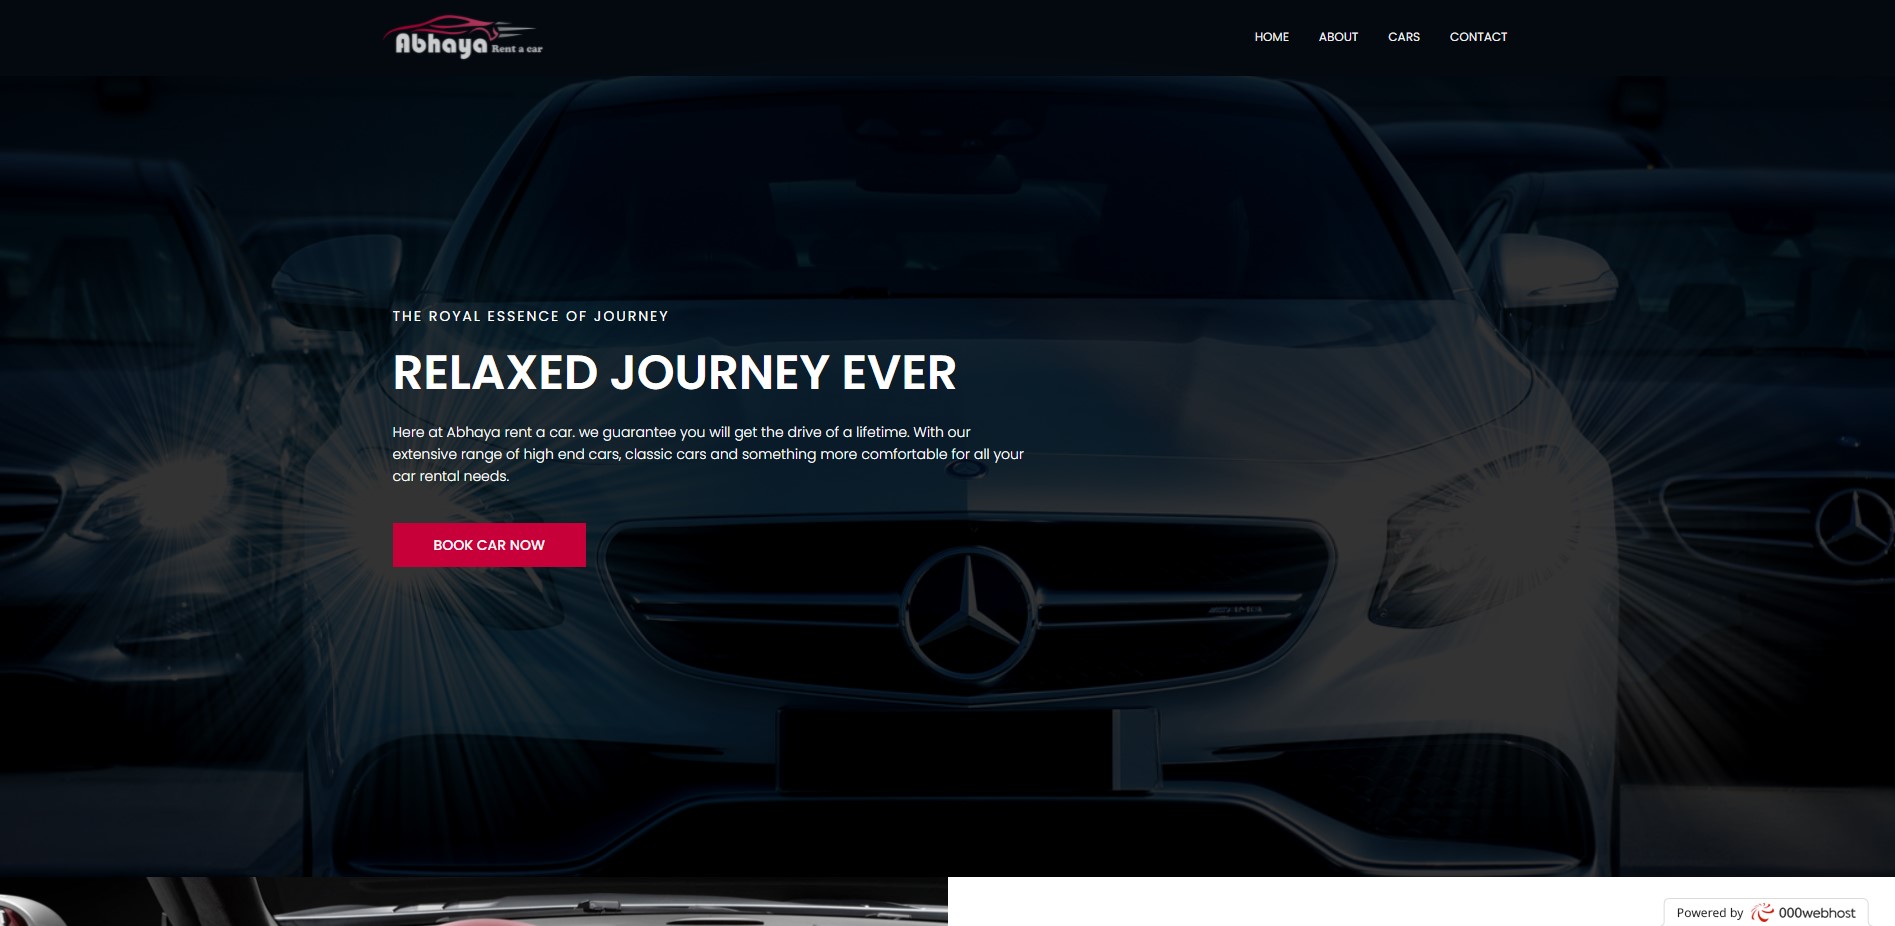 Abhaya Rent a car
HOME ABOUT CARS CONTACT
THE ROYAL ESSENCE OF JOURNEY
RELAXED JOURNEY EVER
Here at Abhaya rent a car. we guarantee you will get the drive of a lifetime. With our
extensive range of high end cars, classic cars and something more comfortable for all your
car rental needs.
BOOK CAR NOW
AMG
Powered by 000webhost